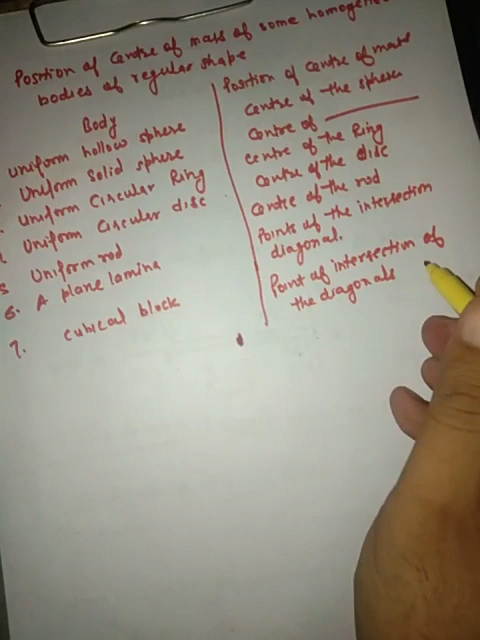 Position of Centre of mass of some homogene
bodies of regular shape
Body
Position of Centre of mass
uniform hollow sphere
Centre of the sphere
Uniform Solid sphere
Centre of
Uniform Circular Ring
Centre of the Ring
Uniform Circular disc
Centre of the disc
5 Uniform rod
Centre of the rod
6. A plane lamina
Points of the intersection
diagonal.
7. cubical block
Point of intersection of
the diagonals